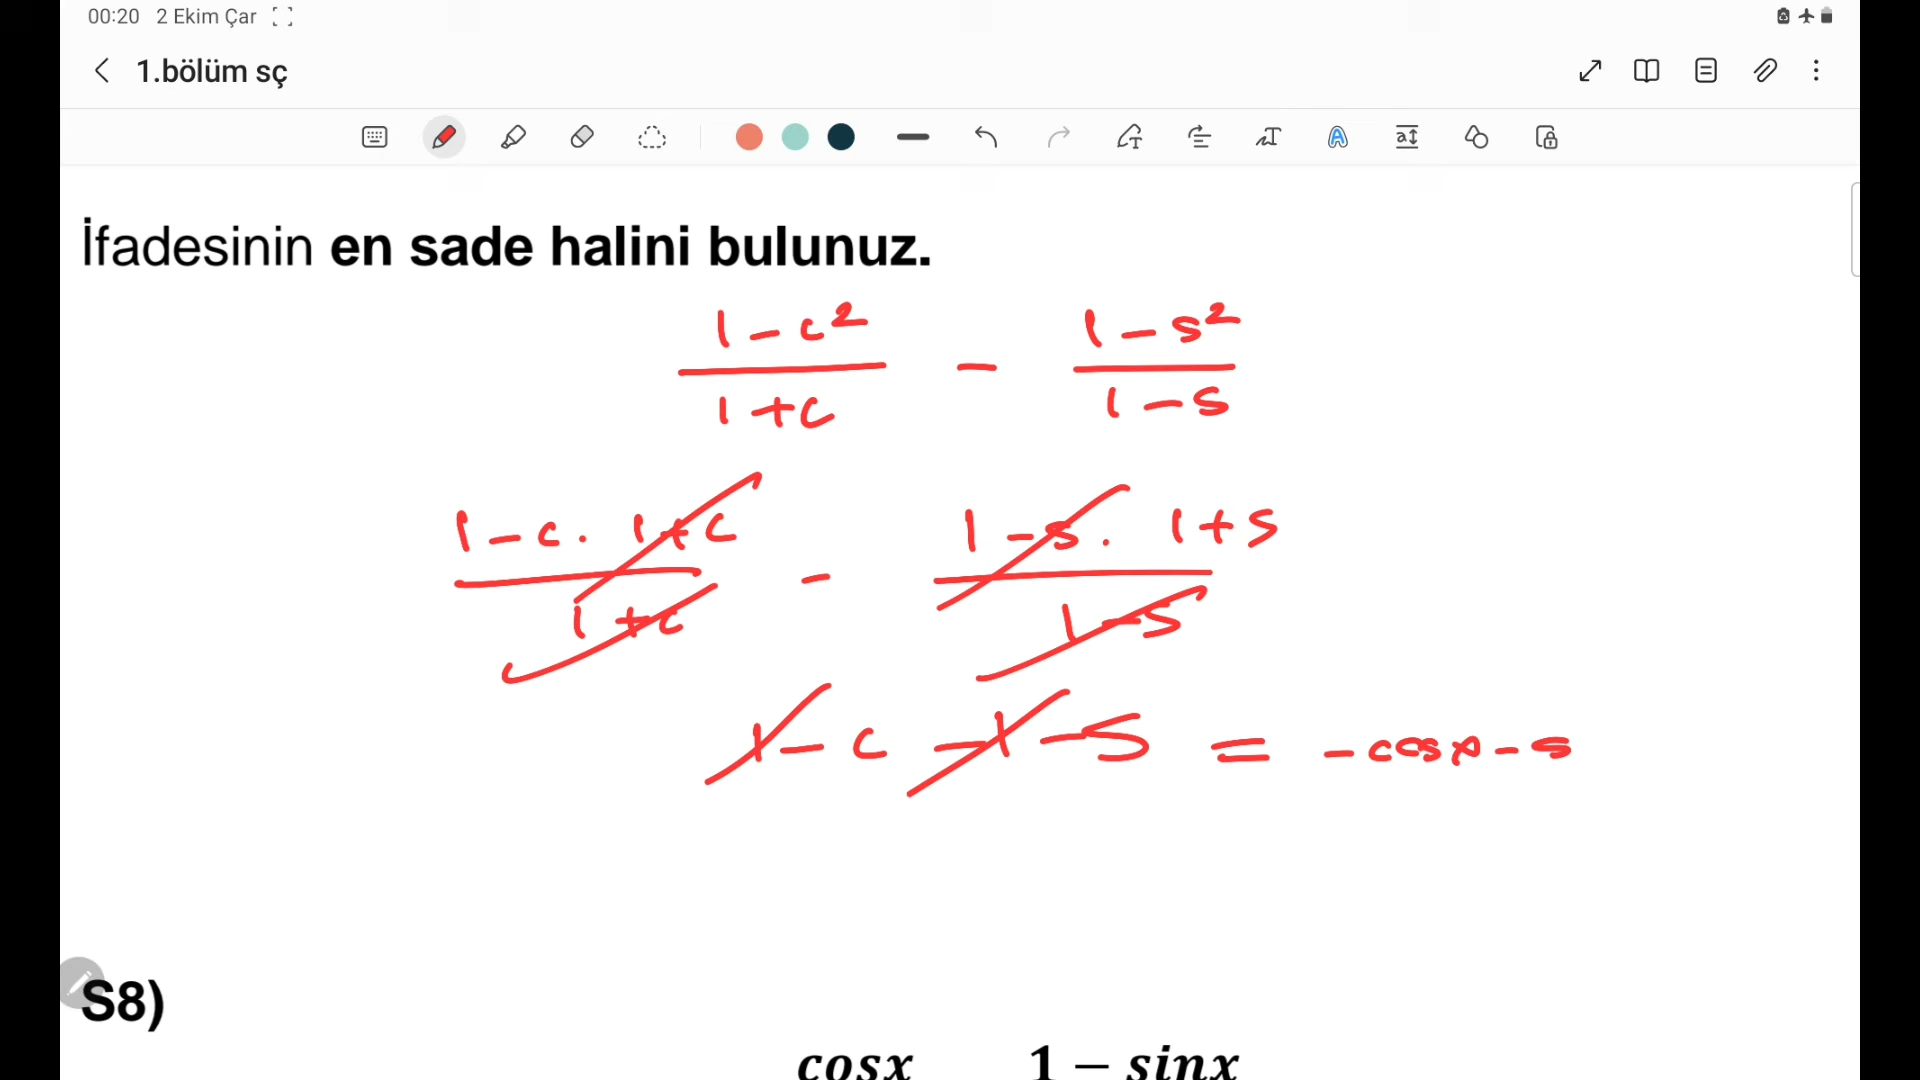 00:20 2 Ekim Çar
1.bölüm sç
İfadesinin en sade halini bulunuz.
1 - c² / 1 + c - 1 - s² / 1 - s
1 - c . 1 + c / 1 + c - 1 - s . 1 + s / 1 - s
1 - c - 1 - s = - cosx - s
S8)
cosx 1 − sinx